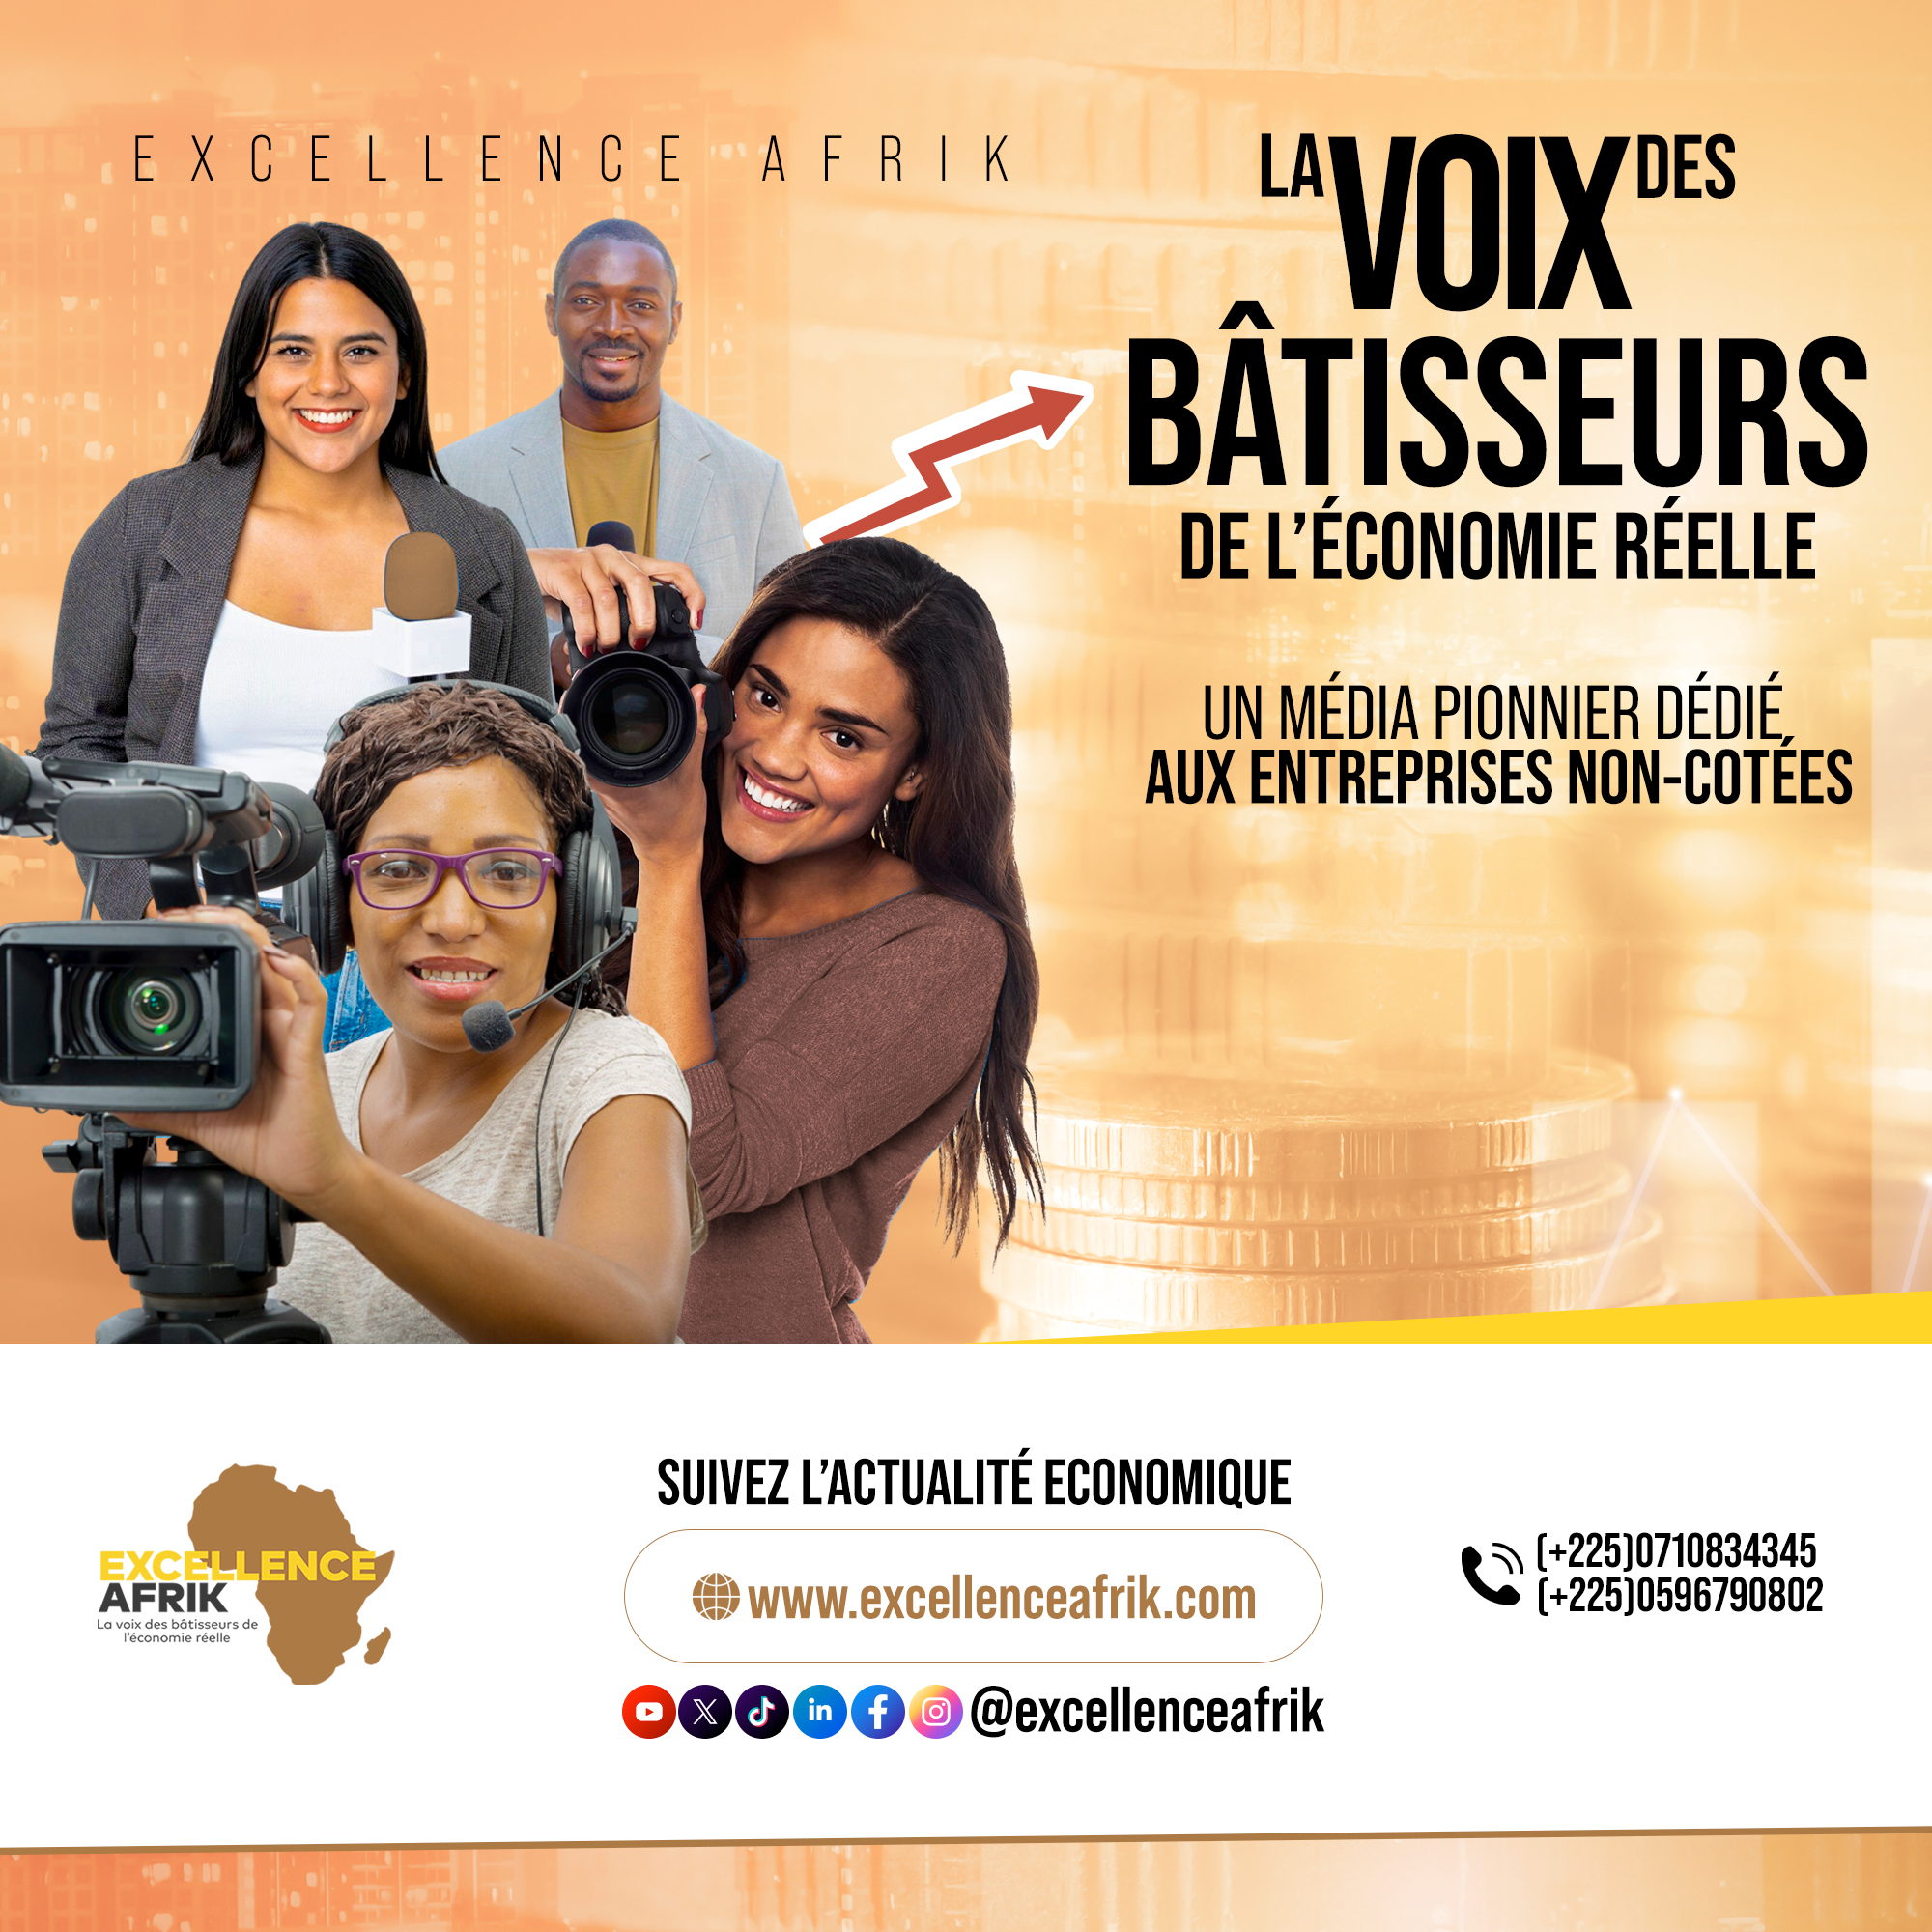 EXCELLENCE AFRIK
LA VOIX DES
BÂTISSEURS
DE L'ÉCONOMIE RÉELLE
UN MÉDIA PIONNIER DÉDIÉ
AUX ENTREPRISES NON-COTÉES
EXCELLENCE
AFRIK
La voix des bâtisseurs de
l'économie réelle
SUIVEZ L'ACTUALITÉ ECONOMIQUE
www.excellenceafrik.com
@excellenceafrik
(+225)0710834345
(+225)0596790802